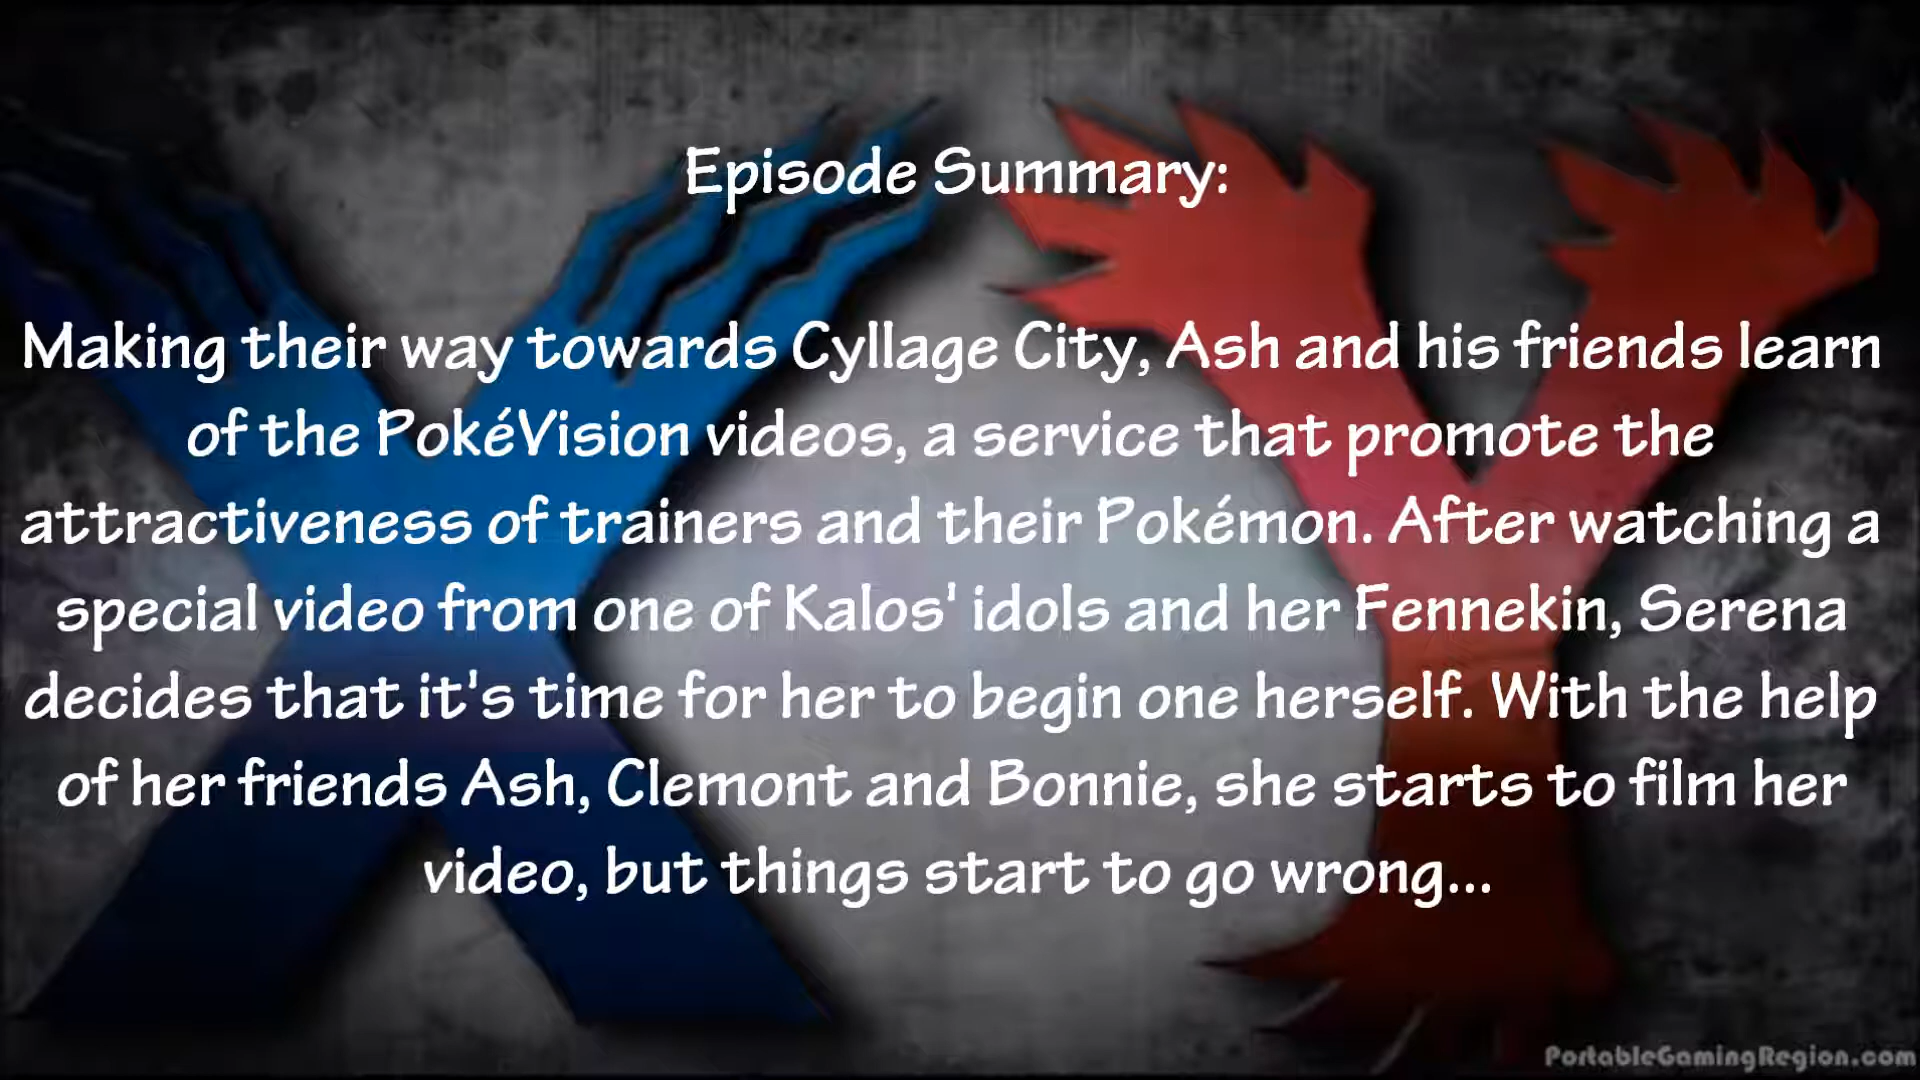 Episode Summary:
Making their way towards Cyllage City, Ash and his friends learn
of the PokéVision videos, a service that promote the
attractiveness of trainers and their Pokémon. After watching a
special video from one of Kalos' idols and her Fennekin, Serena
decides that it's time for her to begin one herself. With the help
of her friends Ash, Clemont and Bonnie, she starts to film her
video, but things start to go wrong...
PortableGamingRegion.com